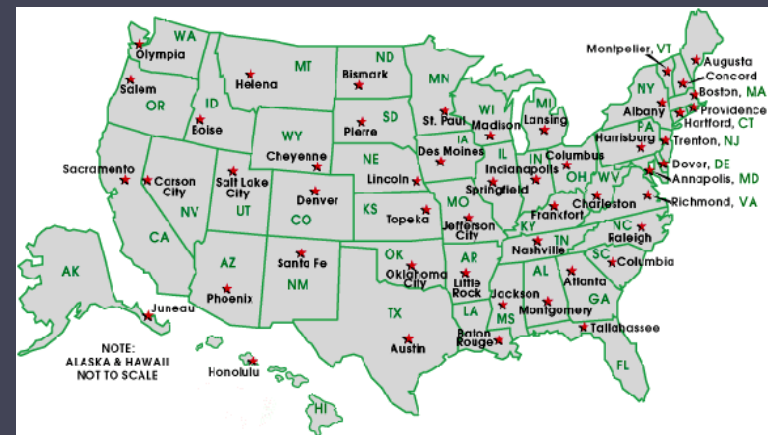 WA
Olympia
Salem
OR
ID
Boise
MT
Helena
ND
Bismark
SD
Pierre
MN
St. Paul
WI
Madison
MI
Lansing
WY
Cheyenne
NE
Lincoln
IA
Des Moines
IL
Springfield
IN
Indianapolis
Columbus
OH
WV
Charleston
Sacramento
Carson
City
NV
CA
Salt Lake
City
UT
Denver
CO
KS
Topeka
MO
Jefferson
City
KY
Frankfort
Nashville
TN
NC
Raleigh
SC
Columbia
AZ
Phoenix
Santa Fe
NM
OK
Oklahoma
City
AR
Little
Rock
TX
Austin
LA
Baton
Rouge
Jackson
MS
AL
Montgomery
Atlanta
GA
Tallahassee
FL
Montpelier, VT
Augusta
Concord
Boston, MA
Providence
Hartford, CT
NY
Albany
PA
Harrisburg
Trenton, NJ
Dover, DE
Annapolis, MD
Richmond, VA
AK
Juneau
NOTE:
ALASKA & HAWAII
NOT TO SCALE
Honolulu
HI